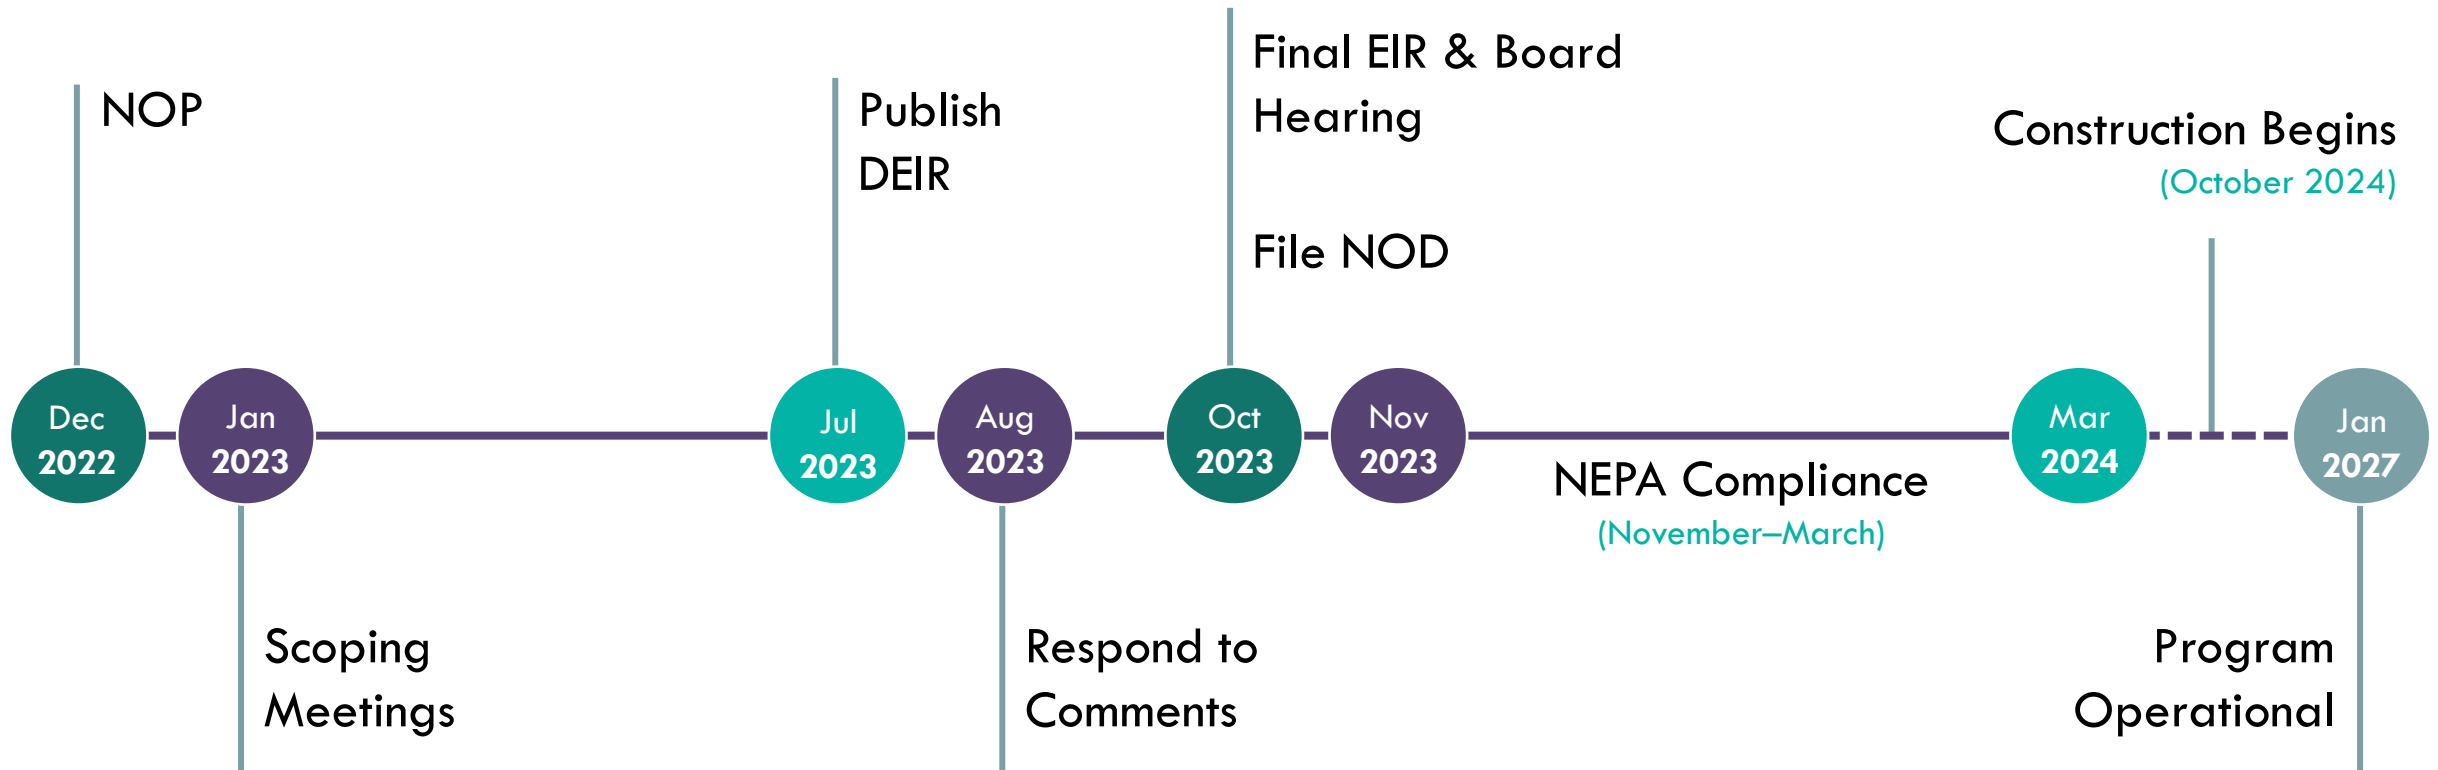 NOP
Publish
DEIR
Final EIR & Board
Hearing
File NOD
Construction Begins
(October 2024)
Dec
2022
Jan
2023
Jul
2023
Aug
2023
Oct
2023
Nov
2023
Mar
2024
Jan
2027
NEPA Compliance
(November–March)
Scoping
Meetings
Respond to
Comments
Program
Operational